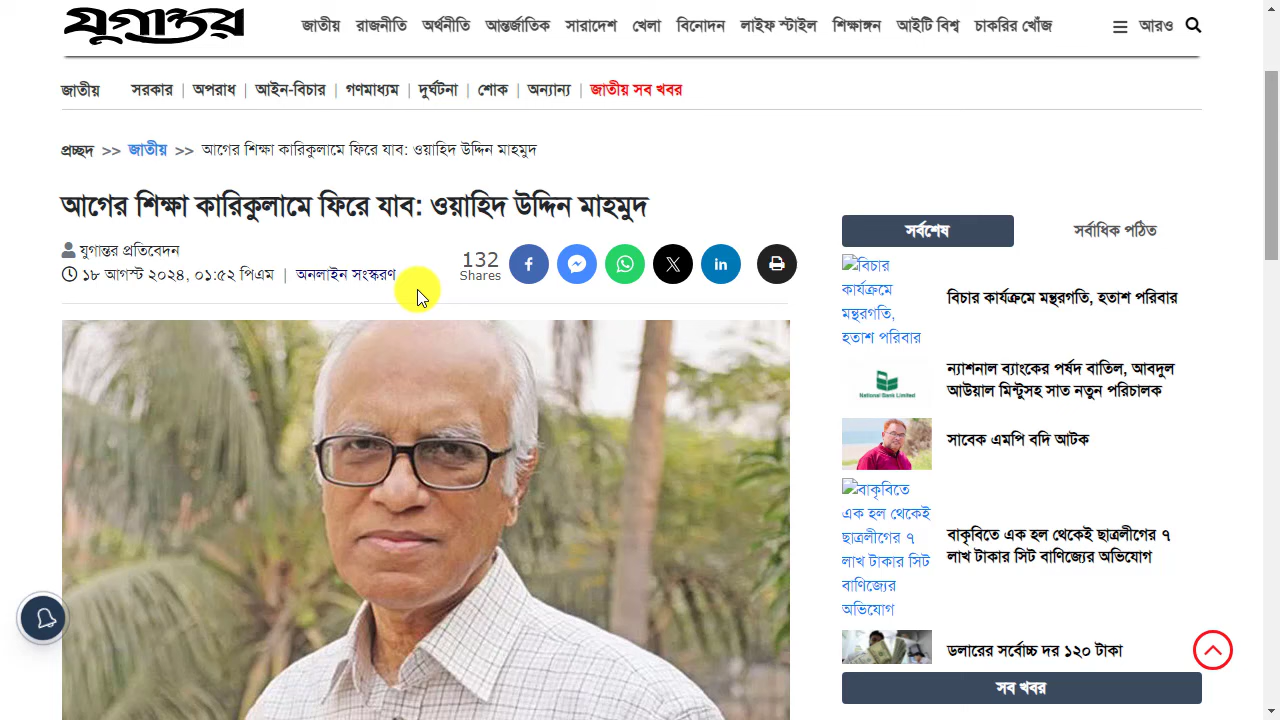 যুগান্তর
জাতীয় রাজনীতি অর্থনীতি আন্তর্জাতিক সারাদেশ খেলা বিনোদন লাইফ স্টাইল শিক্ষাঙ্গন আইটি বিশ্ব চাকরির খোঁজ আরও
জাতীয় সরকার | অপরাধ | আইন-বিচার | গণমাধ্যম | দুর্ঘটনা | শোক | অন্যান্য | জাতীয় সব খবর
প্রচ্ছদ >> জাতীয় >> আগের শিক্ষা কারিকুলামে ফিরে যাব: ওয়াহিদ উদ্দিন মাহমুদ
আগের শিক্ষা কারিকুলামে ফিরে যাব: ওয়াহিদ উদ্দিন মাহমুদ
যুগান্তর প্রতিবেদন
১৮ আগস্ট ২০২৪, ০১:৫২ পিএম | অনলাইন সংস্করণ
132
Shares
সর্বশেষ সর্বাধিক পঠিত
বিচার
কার্যক্রমে
মন্থরগতি,
হতাশ পরিবার
বিচার কার্যক্রমে মন্থরগতি, হতাশ পরিবার
National Bank Limited
ন্যাশনাল ব্যাংকের পর্ষদ বাতিল, আবদুল
আউয়াল মিন্টুসহ সাত নতুন পরিচালক
সাবেক এমপি বদি আটক
বাকৃবিতে
এক হল থেকেই
ছাত্রলীগের ৭
লাখ টাকার সিট
বাণিজ্যের
অভিযোগ
বাকৃবিতে এক হল থেকেই ছাত্রলীগের ৭
লাখ টাকার সিট বাণিজ্যের অভিযোগ
ডলারের সর্বোচ্চ দর ১২০ টাকা
সব খবর